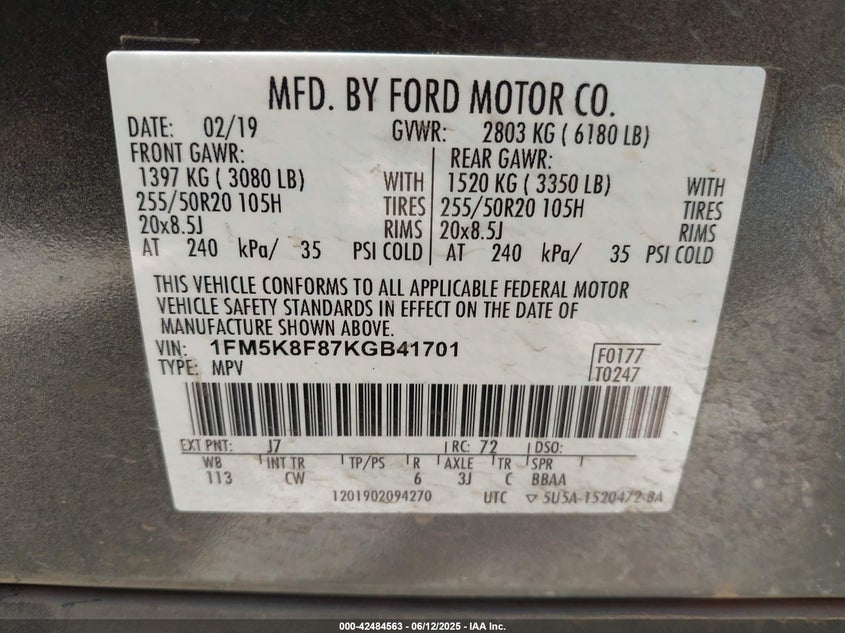 MFD. BY FORD MOTOR CO.
DATE: 02/19 GVWR: 2803 KG ( 6180 LB)
FRONT GAWR: REAR GAWR:
1397 KG ( 3080 LB) WITH 1520 KG ( 3350 LB) WITH
255/50R20 105H TIRES 255/50R20 105H TIRES
20x8.5J RIMS 20x8.5J RIMS
AT 240 kPa/ 35 PSI COLD AT 240 kPa/ 35 PSI COLD
THIS VEHICLE CONFORMS TO ALL APPLICABLE FEDERAL MOTOR
VEHICLE SAFETY STANDARDS IN EFFECT ON THE DATE OF
MANUFACTURE SHOWN ABOVE.
VIN: 1FM5K8F87KGB41701 F0177
TYPE: MPV T0247
EXT PNT: J7 RC: 72 DSO:
WB INT TR TP/PS R AXLE TR SPR
113 CW 6 3J C BBAA
1201902094270 UTC ▽ 5U5A-1520472-BA
000-42484563 - 06/12/2025 - IAA Inc.